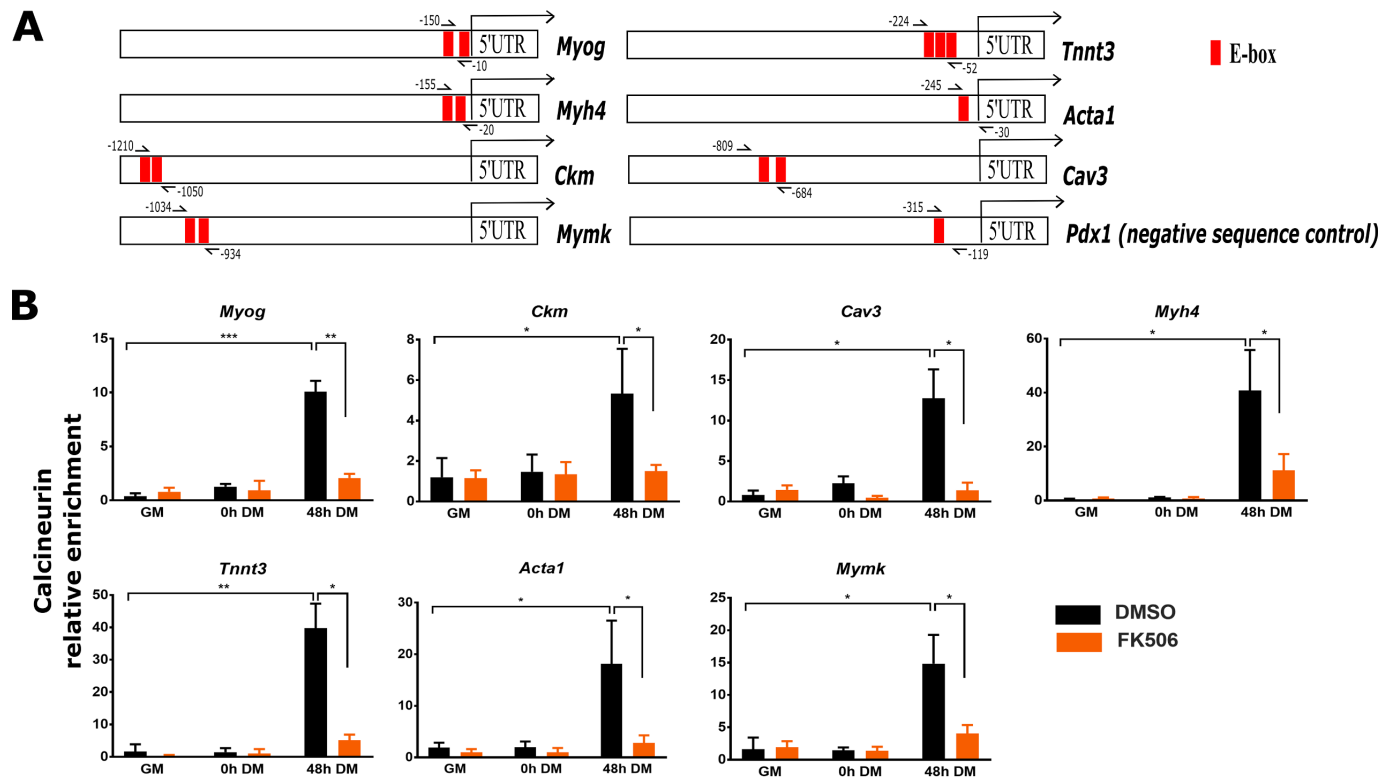 A
-150
5'UTR
-10
Myog
-224
5'UTR
-52
Tnnt3
E-box
-155
5'UTR
-20
Myh4
-245
5'UTR
-30
Acta1
-1210
5'UTR
-1050
Ckm
-809
5'UTR
-684
Cav3
-1034
5'UTR
-934
Mymk
-315
5'UTR
-119
Pdx1 (negative sequence control)
B
Calcineurin
relative enrichment
Myog
15
10
5
0
***
**
GM 0h DM 48h DM
Ckm
8
6
4
2
0
*
*
GM 0h DM 48h DM
Cav3
20
15
10
5
0
*
*
GM 0h DM 48h DM
Myh4
60
40
20
0
*
*
GM 0h DM 48h DM
Tnnt3
50
40
30
20
10
0
**
*
GM 0h DM 48h DM
Acta1
30
20
10
0
*
*
GM 0h DM 48h DM
Mymk
25
20
15
10
5
0
*
*
GM 0h DM 48h DM
DMSO
FK506